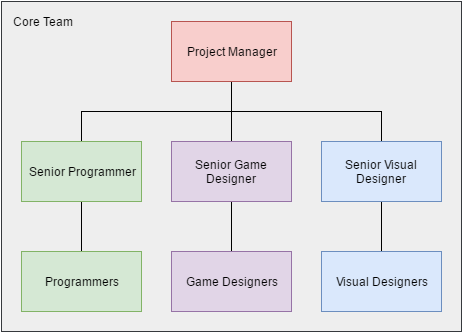 Core Team
Project Manager
Senior Programmer
Senior Game
Designer
Senior Visual
Designer
Programmers
Game Designers
Visual Designers